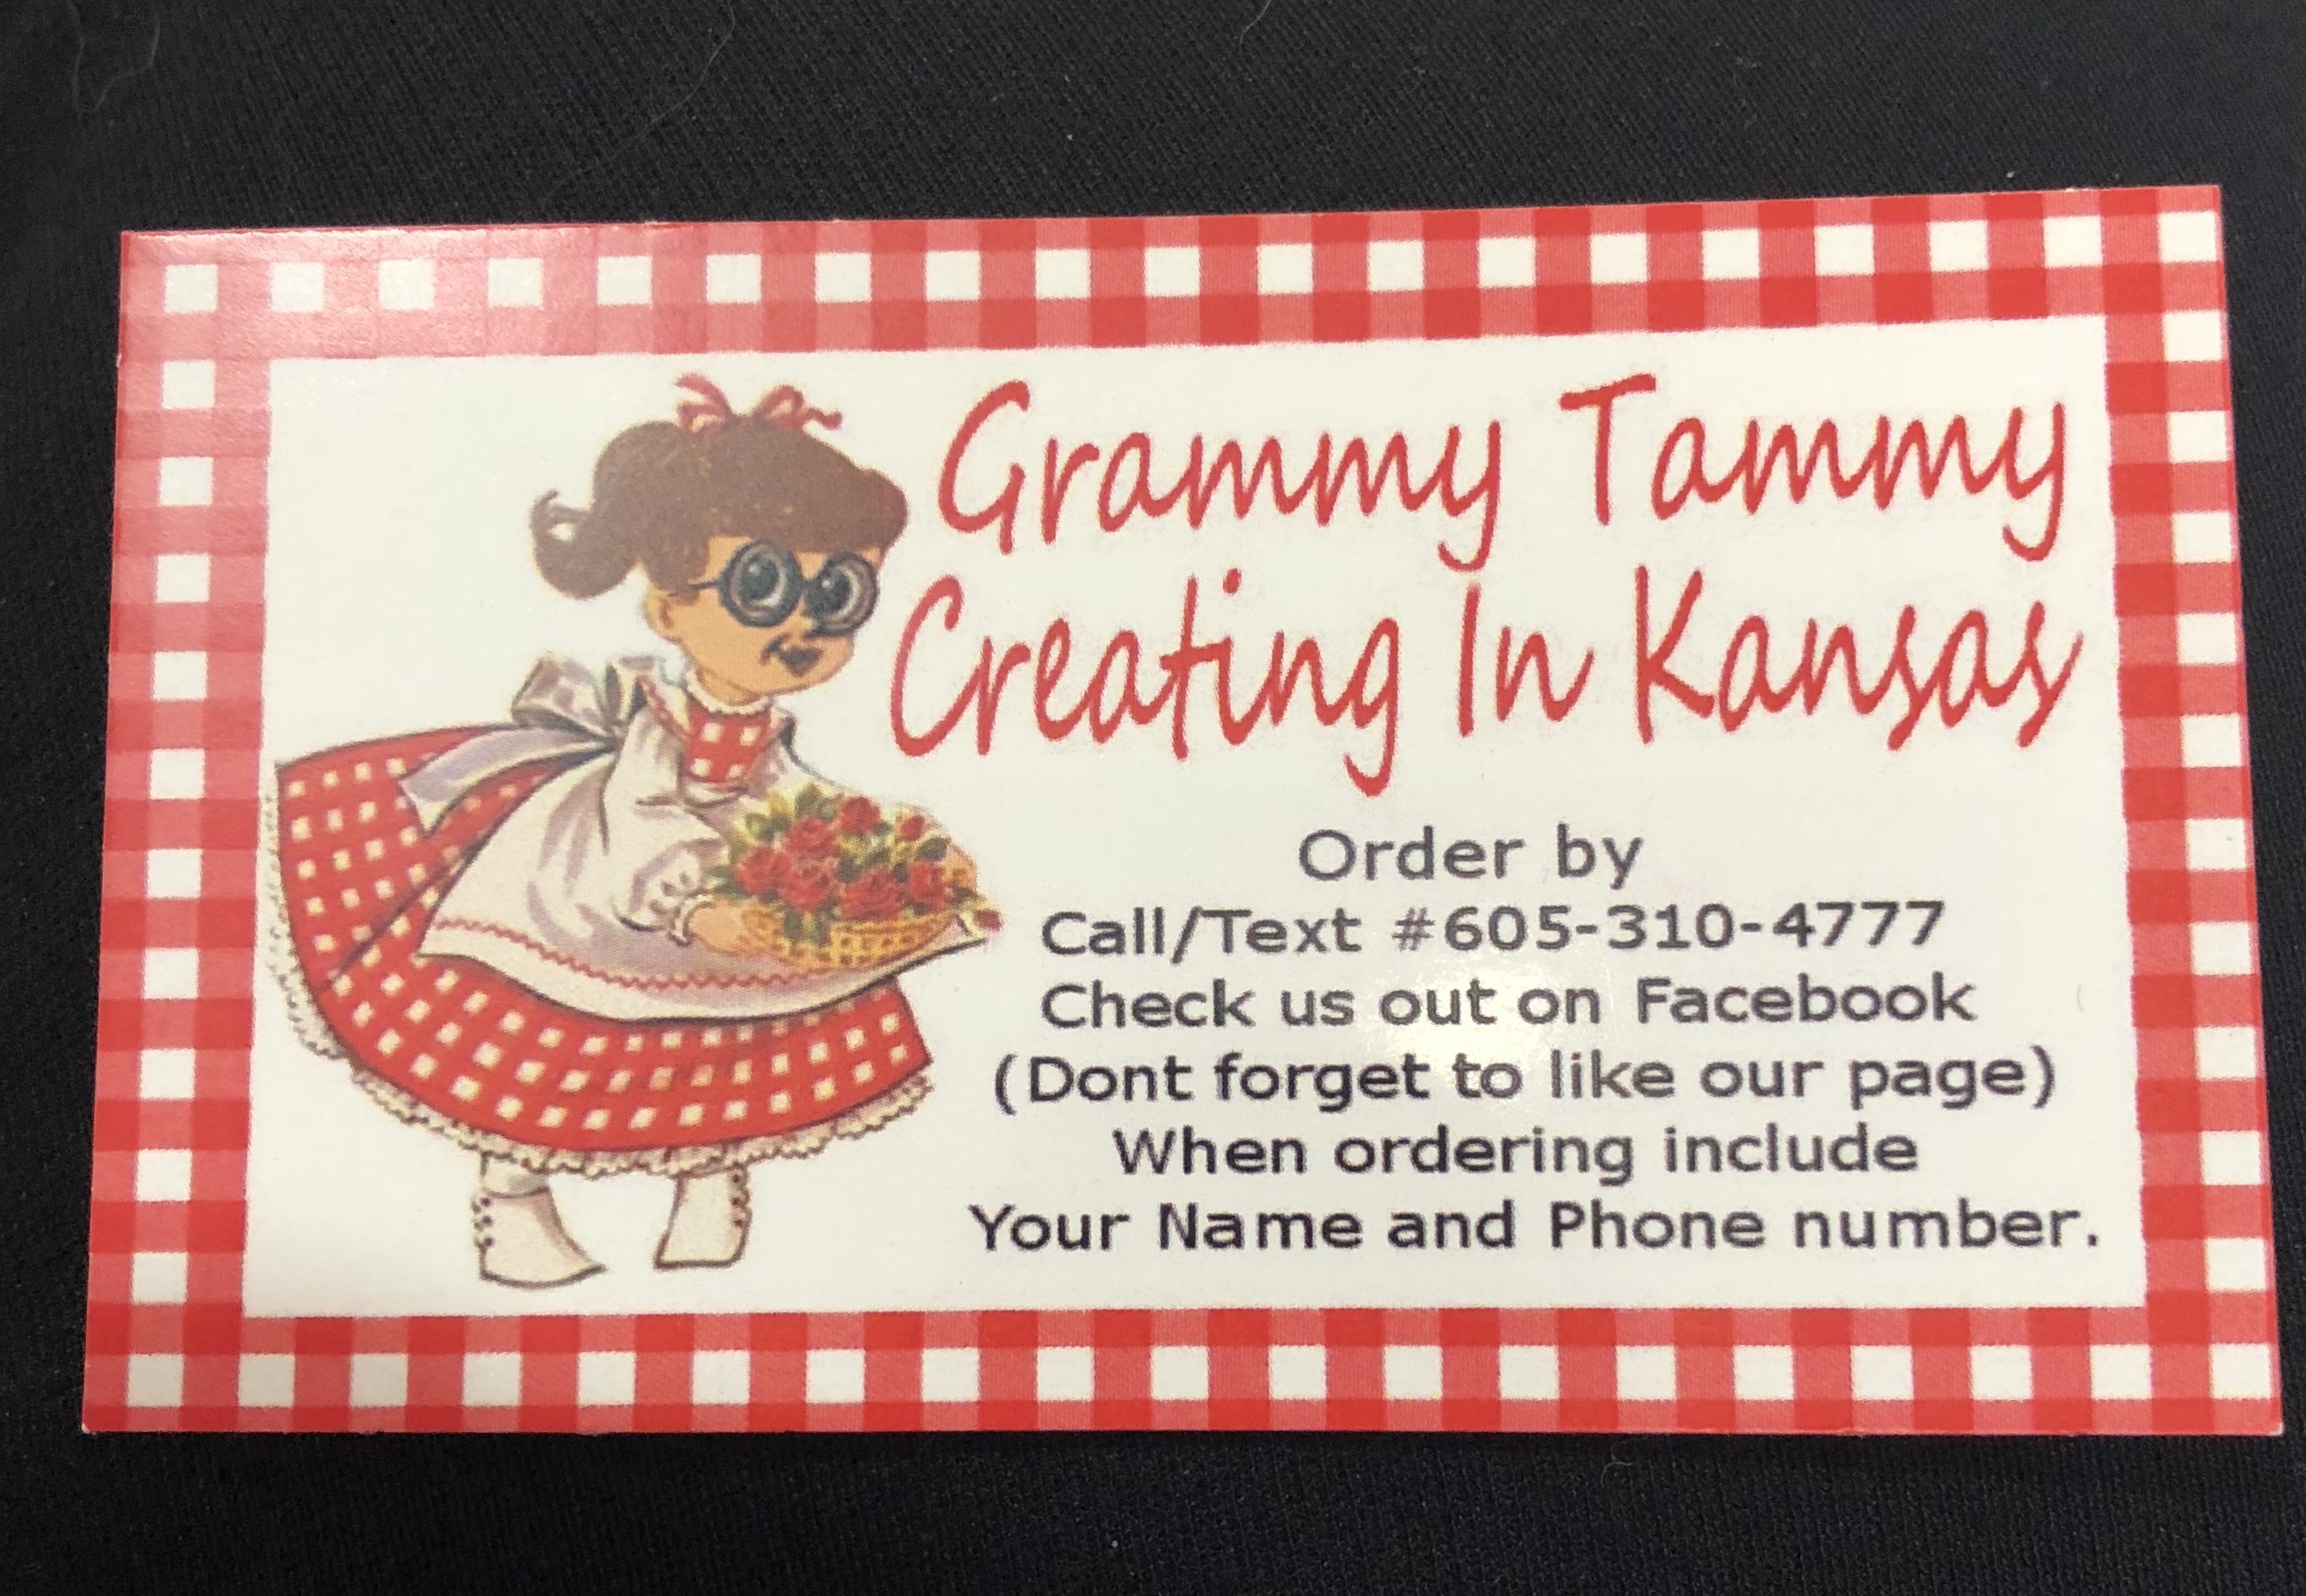 Grammy Tammy
Creating In Kansas
Order by
Call/Text #605-310-4777
Check us out on Facebook
(Dont forget to like our page)
When ordering include
Your Name and Phone number.